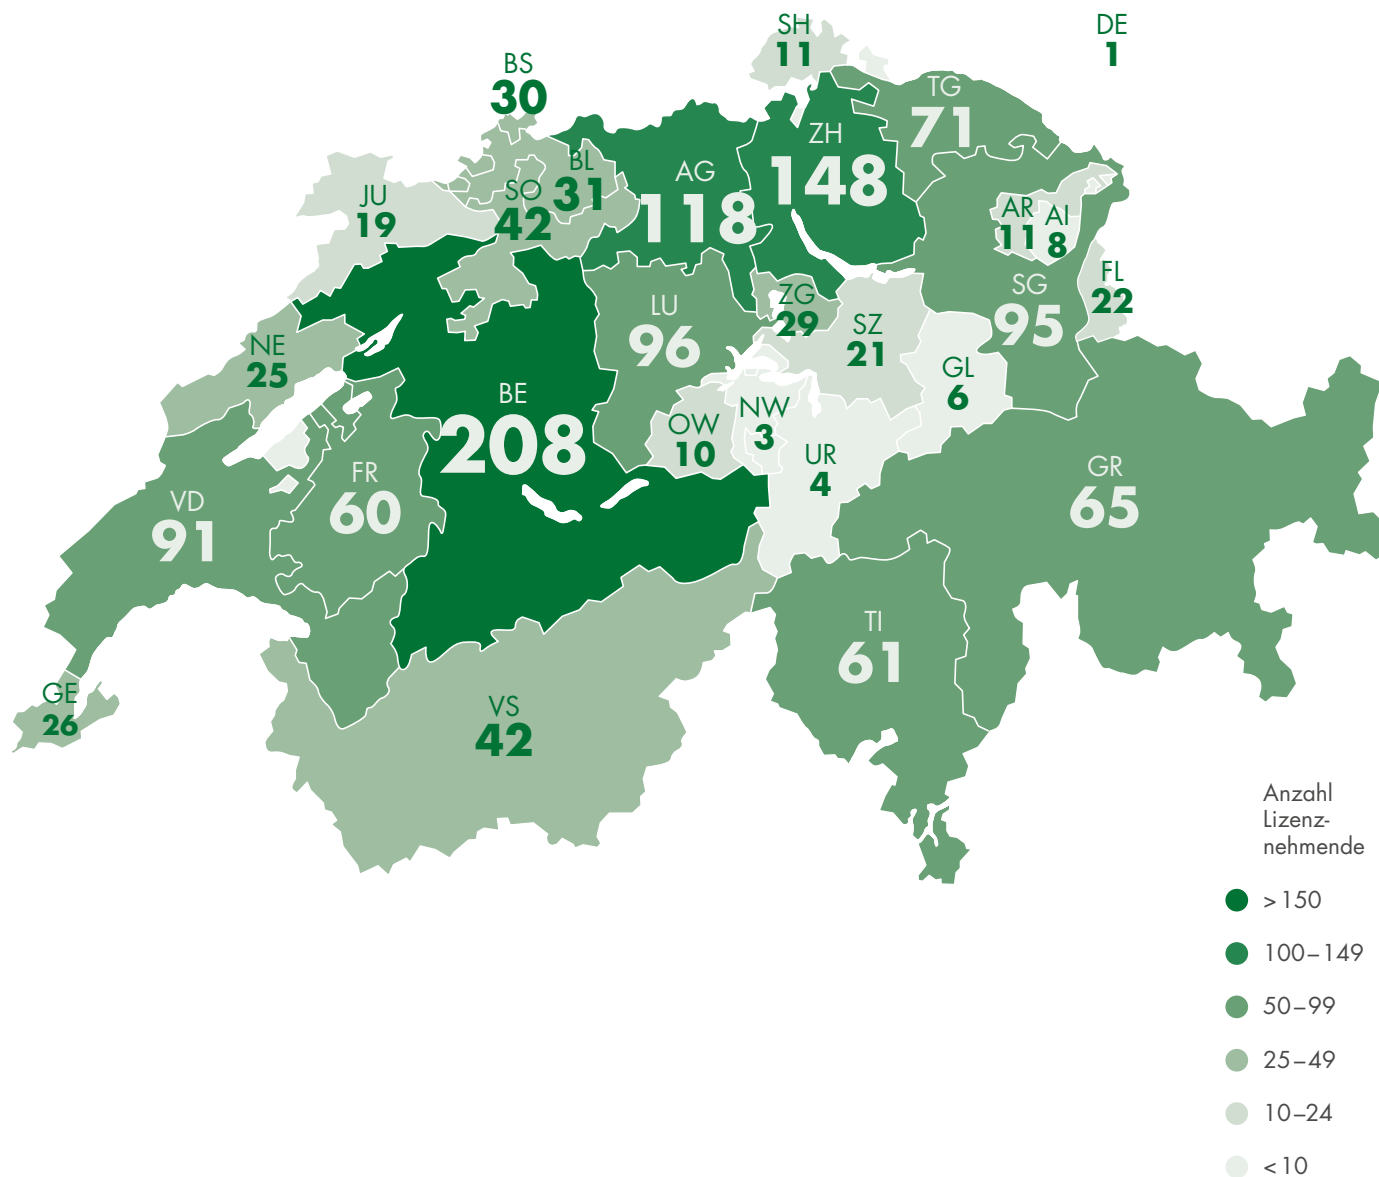 SH
11
DE
1
BS
30
TG
71
ZH
148
BL
31
AG
118
SO
42
JU
19
AR
11
AI
8
FL
22
SG
95
ZG
29
LU
96
SZ
21
NE
25
GL
6
BE
208
NW
3
OW
10
UR
4
FR
60
GR
65
VD
91
TI
61
GE
26
VS
42
Anzahl
Lizenz-
nehmende
> 150
100–149
50–99
25–49
10–24
< 10